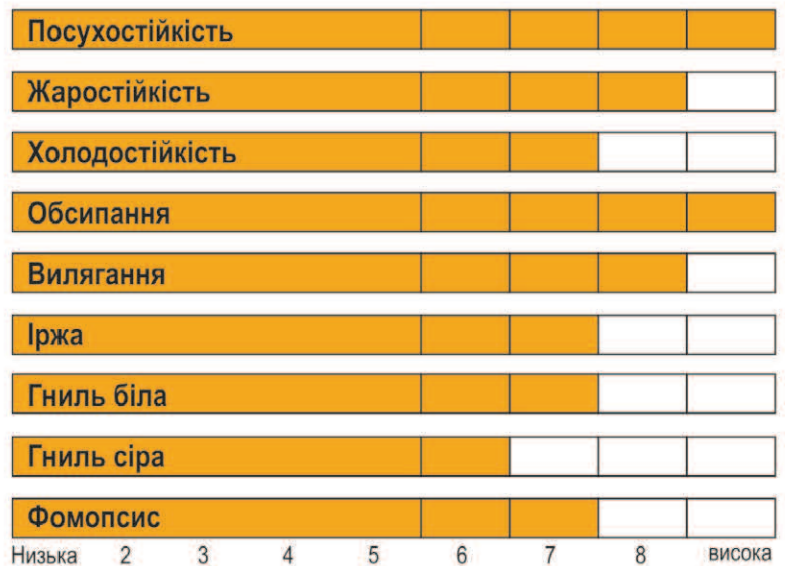 Посухостійкість
Жаростійкість
Холодостійкість
Обсипання
Вилягання
Іржа
Гниль біла
Гниль сіра
Фомопсис
Низька 2 3 4 5 6 7 8 висока